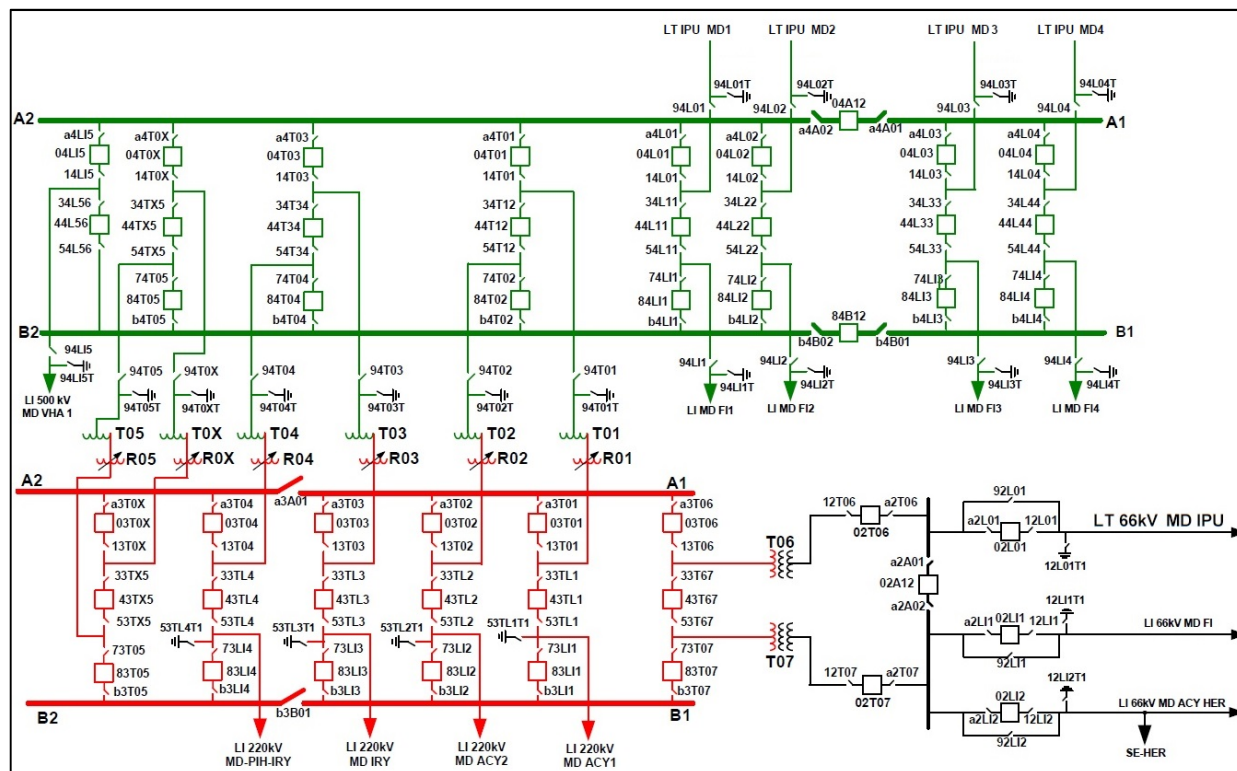 LT IPU MD1 LT IPU MD2 LT IPU MD3 LT IPU MD4
94L01T 94L02T 94L03T 94L04T
94L01 94L02 04A12 94L03 94L04
A2 a4A02 a4A01 A1
a4LI5 a4T0X a4T03 a4T01 a4L01 a4L02 a4L03 a4L04
04LI5 04T0X 04T03 04T01 04L01 04L02 04L03 04L04
14LI5 14T0X 14T03 14T01 14L01 14L02 14L03 14L04
34L56 34TX5 34T34 34T12 34L11 34L22 34L33 34L44
44L56 44TX5 44T34 44T12 44L11 44L22 44L33 44L44
54L56 54TX5 54T34 54T12 54L11 54L22 54L33 54L44
74T05 74T04 74T02 74LI1 74LI2 74LI3 74LI4
84T05 84T04 84T02 84LI1 84LI2 84LI3 84LI4
b4T05 b4T04 b4T02 b4LI1 b4LI2 84B12 b4LI3 b4LI4
B2 b4B02 b4B01 B1
94LI5 94T05 94T0X 94T04 94T03 94T02 94T01 94LI1 94LI2 94LI3 94LI4
94LI5T 94T05T 94T0XT 94T04T 94T03T 94T02T 94T01T 94LI1T 94LI2T 94LI3T 94LI4T
LI 500 kV
MD VHA 1
LI MD FI1 LI MD FI2 LI MD FI3 LI MD FI4
T05 T0X T04 T03 T02 T01
R05 R0X R04 R03 R02 R01
A2 a3A01 A1
a3T0X a3T04 a3T03 a3T02 a3T01 a3T06
03T0X 03T04 03T03 03T02 03T01 03T06
13T0X 13T04 13T03 13T02 13T01 13T06
33TX5 33TL4 33TL3 33TL2 33TL1 33T67
43TX5 43TL4 43TL3 43TL2 43TL1 43T67
53TX5 53TL4 53TL3 53TL2 53TL1 53T67
53TL4T1 53TL3T1 53TL2T1 53TL1T1
73T05 73LI4 73LI3 73LI2 73LI1 73T07
83T05 83LI4 83LI3 83LI2 83LI1 83T07
b3T05 b3LI4 b3LI3 b3LI2 b3LI1 b3T07
B2 b3B01 B1
LI 220kV LI 220kV LI 220kV LI 220kV
MD-PIH-IRY MD IRY MD ACY2 MD ACY1
T06 T07
12T06 a2T06
02T06
12T07 a2T07
02T07
a2A01
02A12
a2A02
92L01
a2L01 12L01
02L01
LT 66kV MD IPU
12L01T1
12LI1T1
02LI1
a2LI1 12LI1
LI 66kV MD FI
92LI1
12LI2T1
02LI2
a2LI2 12LI2
LI 66kV MD ACY HER
92LI2
SE-HER